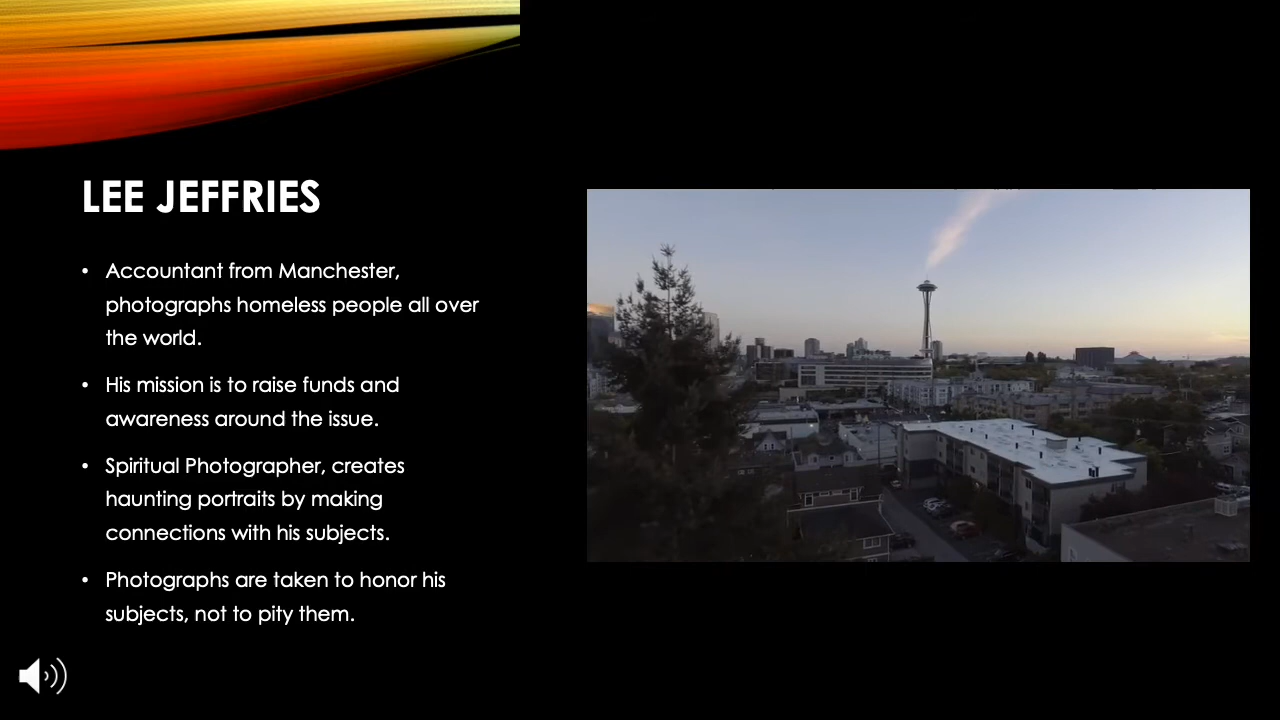 LEE JEFFRIES
• Accountant from Manchester,
photographs homeless people all over
the world.
• His mission is to raise funds and
awareness around the issue.
• Spiritual Photographer, creates
haunting portraits by making
connections with his subjects.
• Photographs are taken to honor his
subjects, not to pity them.